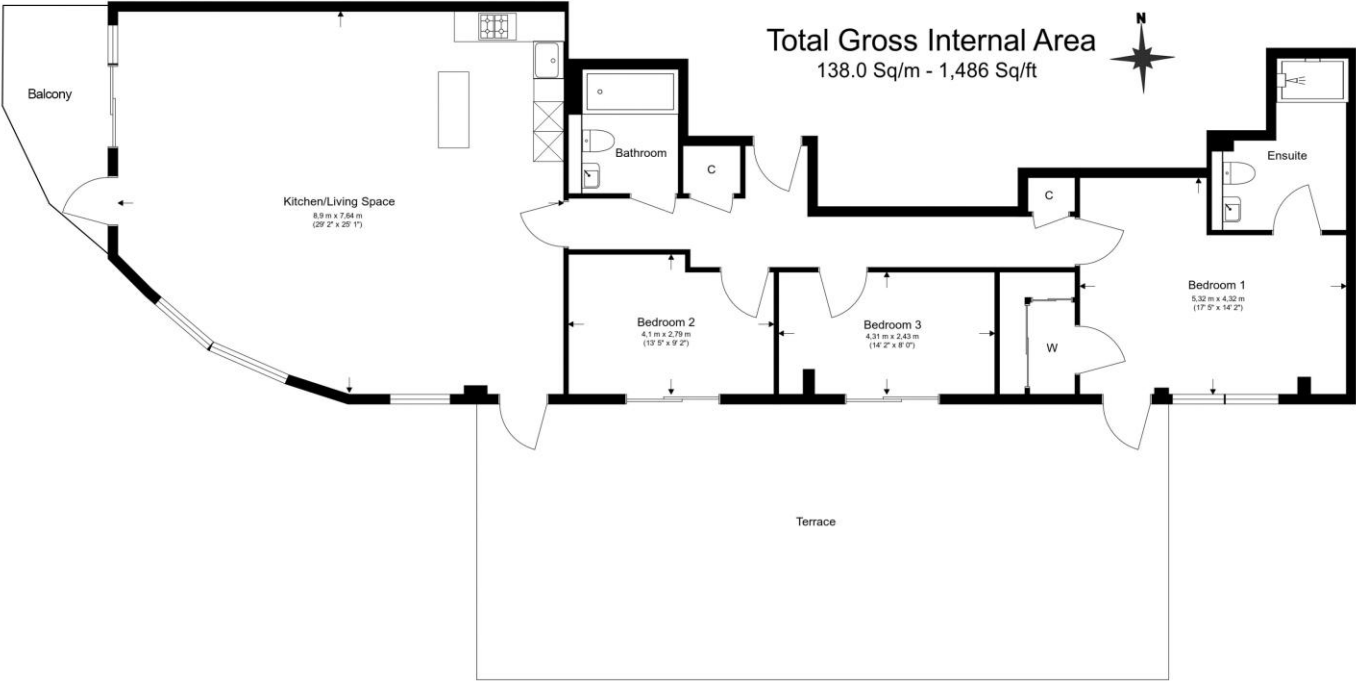 Total Gross Internal Area
138.0 Sq/m - 1,486 Sq/ft
N
Balcony
Kitchen/Living Space
8,9 m x 7,64 m
(29' 2" x 25' 1")
Bathroom
C
C
Ensuite
Bedroom 1
5,32 m x 4,32 m
(17' 5" x 14' 2")
Bedroom 2
4,1 m x 2,79 m
(13' 5" x 9' 2")
Bedroom 3
4,31 m x 2,43 m
(14' 2" x 8' 0")
W
Terrace